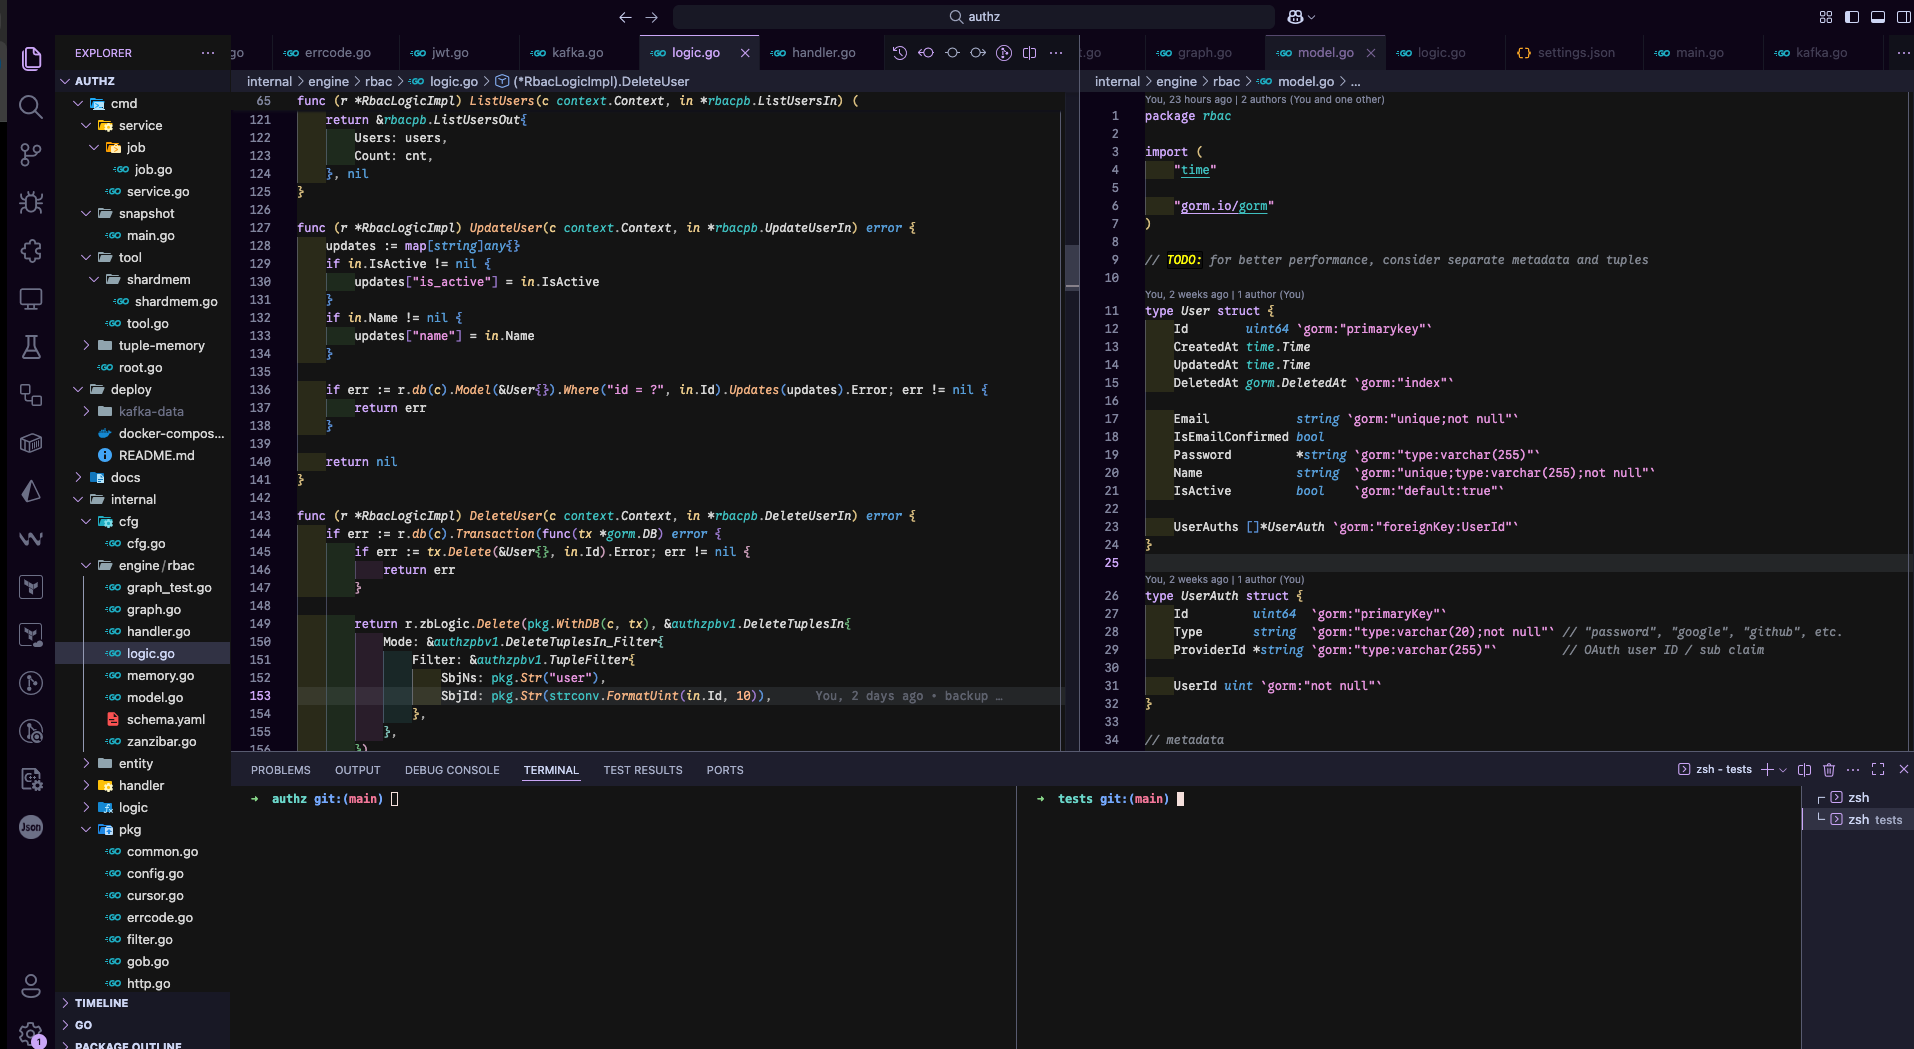 authz
EXPLORER
go
errcode.go
jwt.go
kafka.go
logic.go
handler.go
t.go
graph.go
model.go
logic.go
settings.json
main.go
kafka.go
AUTHZ
cmd
service
job
job.go
service.go
snapshot
main.go
tool
shardmem
shardmem.go
tool.go
tuple-memory
root.go
deploy
kafka-data
docker-compos...
README.md
docs
internal
cfg
cfg.go
engine/rbac
graph_test.go
graph.go
handler.go
logic.go
memory.go
model.go
schema.yaml
zanzibar.go
entity
handler
logic
pkg
common.go
config.go
cursor.go
errcode.go
filter.go
gob.go
http.go
TIMELINE
GO
PACKAGE OUTLINE
Json
1
internal > engine > rbac > logic.go > (*RbacLogicImpl).DeleteUser
65 func (r *RbacLogicImpl) ListUsers(c context.Context, in *rbacpb.ListUsersIn) (
121 return &rbacpb.ListUsersOut{
122 Users: users,
123 Count: cnt,
124 }, nil
125 }
126
127 func (r *RbacLogicImpl) UpdateUser(c context.Context, in *rbacpb.UpdateUserIn) error {
128 updates := map[string]any{}
129 if in.IsActive != nil {
130 updates["is_active"] = in.IsActive
131 }
132 if in.Name != nil {
133 updates["name"] = in.Name
134 }
135
136 if err := r.db(c).Model(&User{}).Where("id = ?", in.Id).Updates(updates).Error; err != nil {
137 return err
138 }
139
140 return nil
141 }
142
143 func (r *RbacLogicImpl) DeleteUser(c context.Context, in *rbacpb.DeleteUserIn) error {
144 if err := r.db(c).Transaction(func(tx *gorm.DB) error {
145 if err := tx.Delete(&User{}, in.Id).Error; err != nil {
146 return err
147 }
148
149 return r.zbLogic.Delete(pkg.WithDB(c, tx), &authzpbv1.DeleteTuplesIn{
150 Mode: &authzpbv1.DeleteTuplesIn_Filter{
151 Filter: &authzpbv1.TupleFilter{
152 SbjNs: pkg.Str("user"),
153 SbjId: pkg.Str(strconv.FormatUint(in.Id, 10)), You, 2 days ago • backup …
154 },
155 },
156 })
internal > engine > rbac > model.go > ...
You, 23 hours ago | 2 authors (You and one other)
1 package rbac
2
3 import (
4 "time"
5
6 "gorm.io/gorm"
7 )
8
9 // TODO: for better performance, consider separate metadata and tuples
10
You, 2 weeks ago | 1 author (You)
11 type User struct {
12 Id uint64 `gorm:"primarykey"`
13 CreatedAt time.Time
14 UpdatedAt time.Time
15 DeletedAt gorm.DeletedAt `gorm:"index"`
16
17 Email string `gorm:"unique;not null"`
18 IsEmailConfirmed bool
19 Password *string `gorm:"type:varchar(255)"`
20 Name string `gorm:"unique;type:varchar(255);not null"`
21 IsActive bool `gorm:"default:true"`
22
23 UserAuths []*UserAuth `gorm:"foreignKey:UserId"`
24 }
25
You, 2 weeks ago | 1 author (You)
26 type UserAuth struct {
27 Id uint64 `gorm:"primaryKey"`
28 Type string `gorm:"type:varchar(20);not null"` // "password", "google", "github", etc.
29 ProviderId *string `gorm:"type:varchar(255)"` // OAuth user ID / sub claim
30
31 UserId uint `gorm:"not null"`
32 }
33
34 // metadata
PROBLEMS OUTPUT DEBUG CONSOLE TERMINAL TEST RESULTS PORTS
zsh - tests
→ authz git:(main)
→ tests git:(main)
zsh
zsh tests